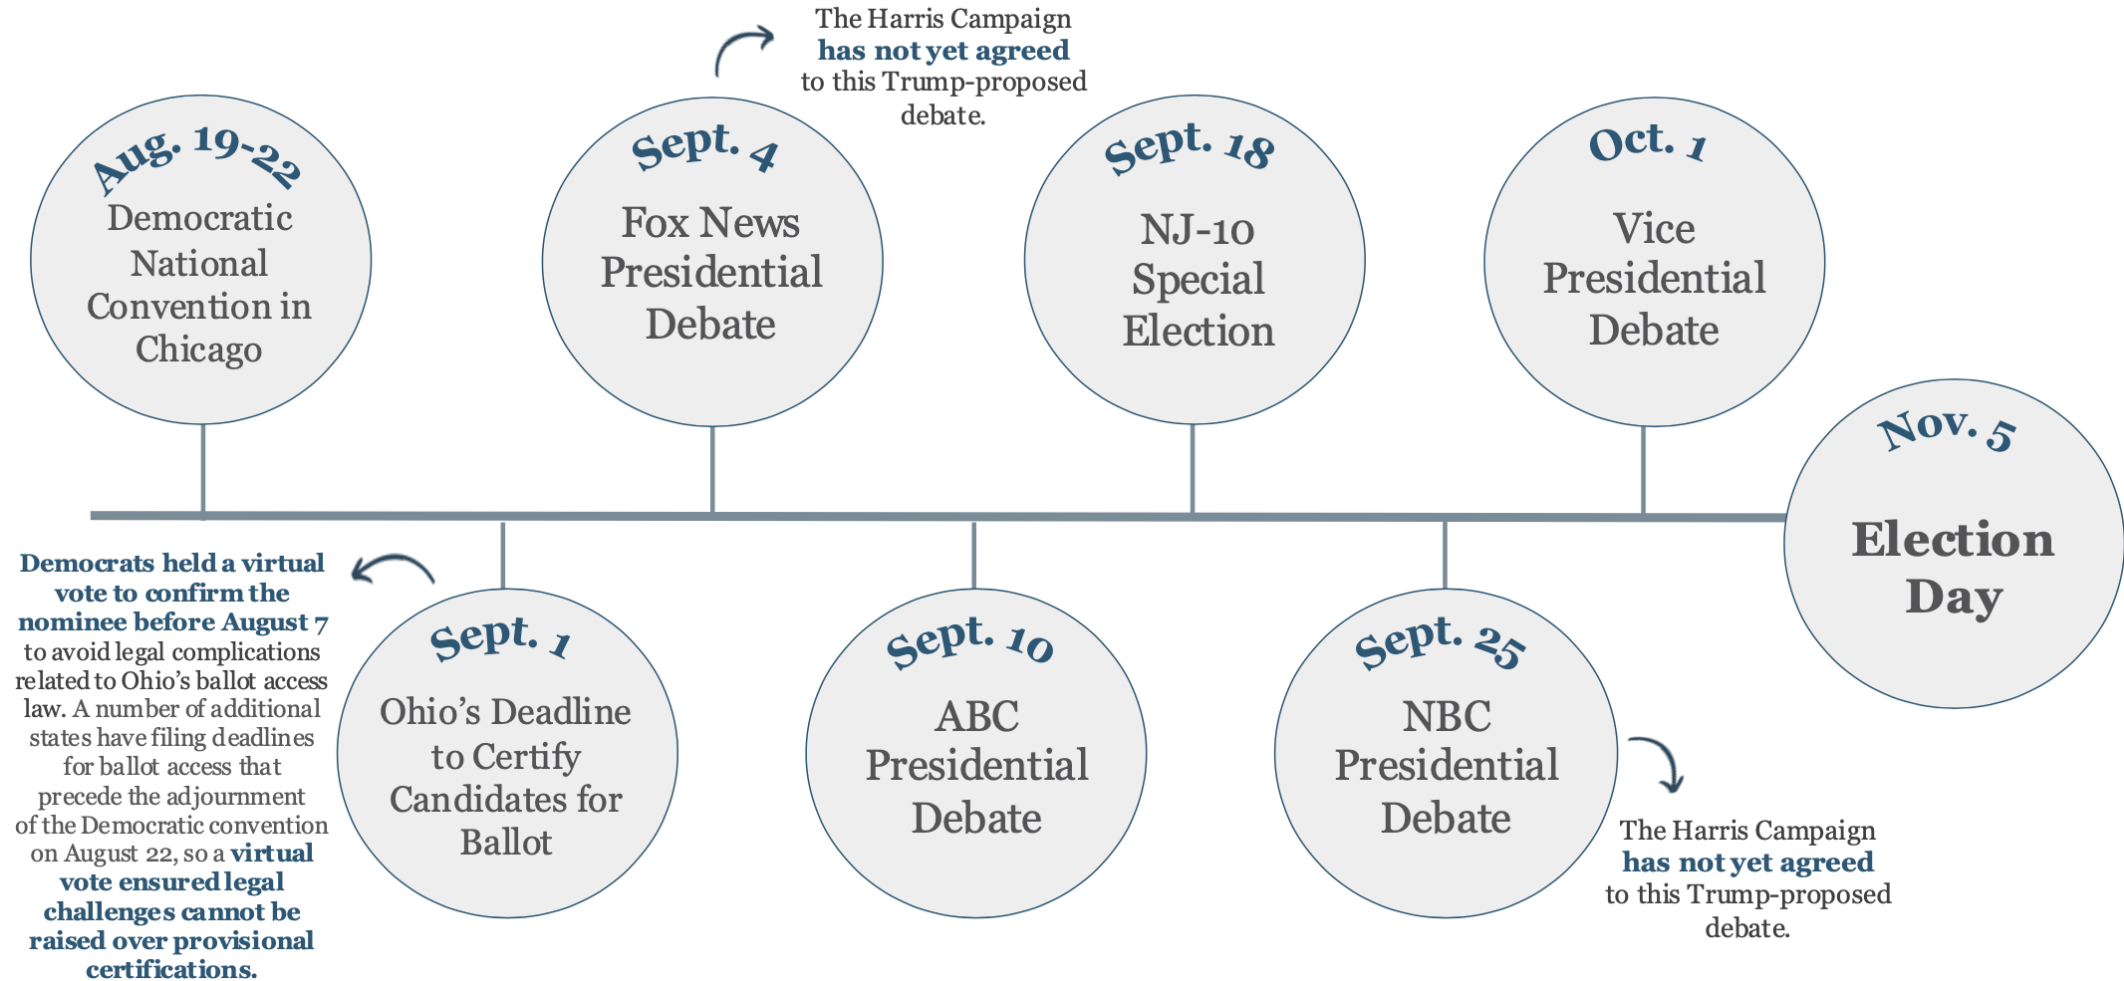 The Harris Campaign
has not yet agreed
to this Trump-proposed
debate.
Aug. 19-22
Democratic
National
Convention in
Chicago
Sept. 4
Fox News
Presidential
Debate
Sept. 18
NJ-10
Special
Election
Oct. 1
Vice
Presidential
Debate
Nov. 5
Election
Day
Democrats held a virtual
vote to confirm the
nominee before August 7
to avoid legal complications
related to Ohio's ballot access
law. A number of additional
states have filing deadlines
for ballot access that
precede the adjournment
of the Democratic convention
on August 22, so a virtual
vote ensured legal
challenges cannot be
raised over provisional
certifications.
Sept. 1
Ohio's Deadline
to Certify
Candidates for
Ballot
Sept. 10
ABC
Presidential
Debate
Sept. 25
NBC
Presidential
Debate
The Harris Campaign
has not yet agreed
to this Trump-proposed
debate.